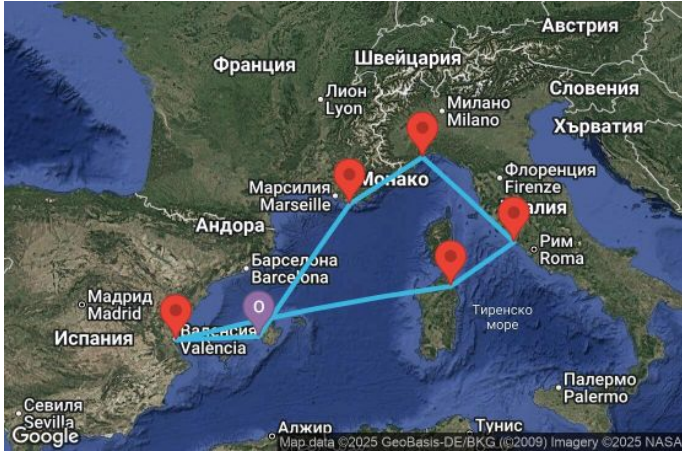 Австрия
Швейцария
Франция
Словения
Лион
Lyon
Милано
Milano
Хърватия
Монако
Флоренция
Firenze
Марсилия
Marseille
Андора
Рим
Roma
Барселона
Barcelona
Мадрид
Madrid
O
Тиренско
море
Испания
Валенсия
València
Палермо
Palermo
Севиля
Sevilla
Алжир
Тунис
Google
Map data ©2025 GeoBasis-DE/BKG (©2009) Imagery ©2025 NASA